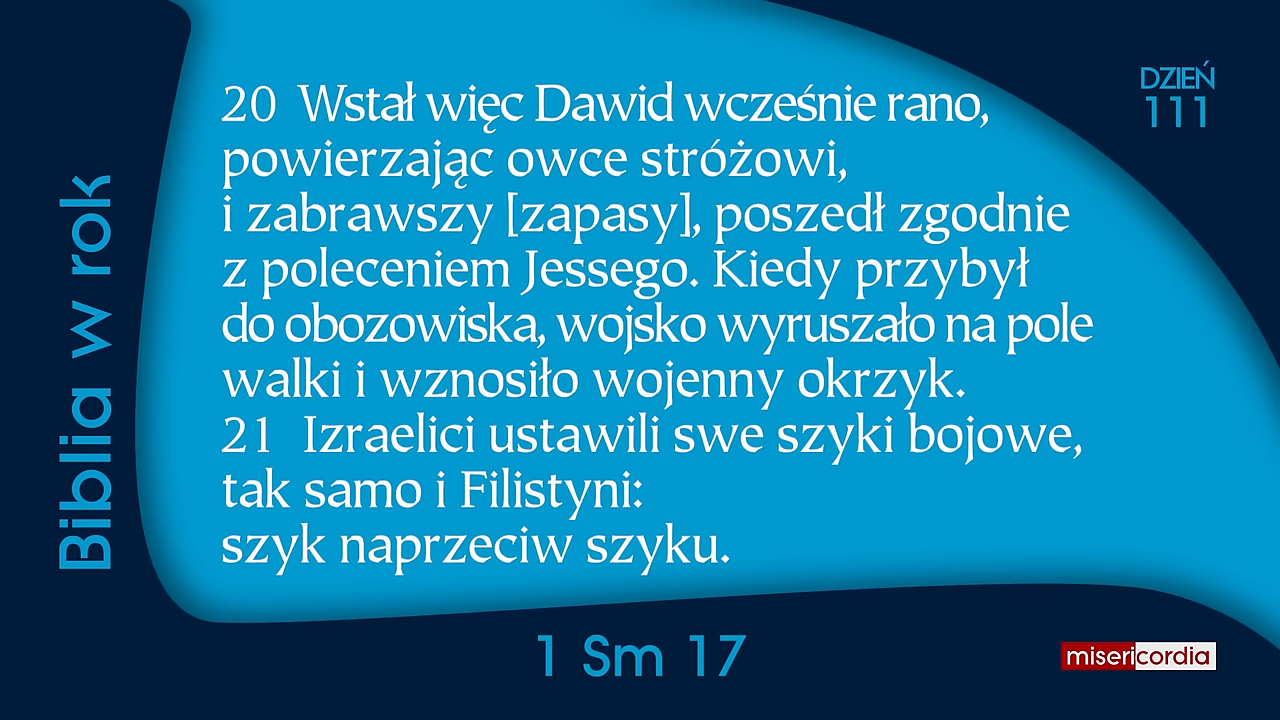 DZIEŃ
111
20 Wstał więc Dawid wcześnie rano,
powierzając owce stróżowi,
i zabrawszy [zapasy], poszedł zgodnie
z poleceniem Jessego. Kiedy przybył
do obozowiska, wojsko wyruszało na pole
walki i wznosiło wojenny okrzyk.
21 Izraelici ustawili swe szyki bojowe,
tak samo i Filistyni:
szyk naprzeciw szyku.
Biblia w rok
1 Sm 17
misericordia